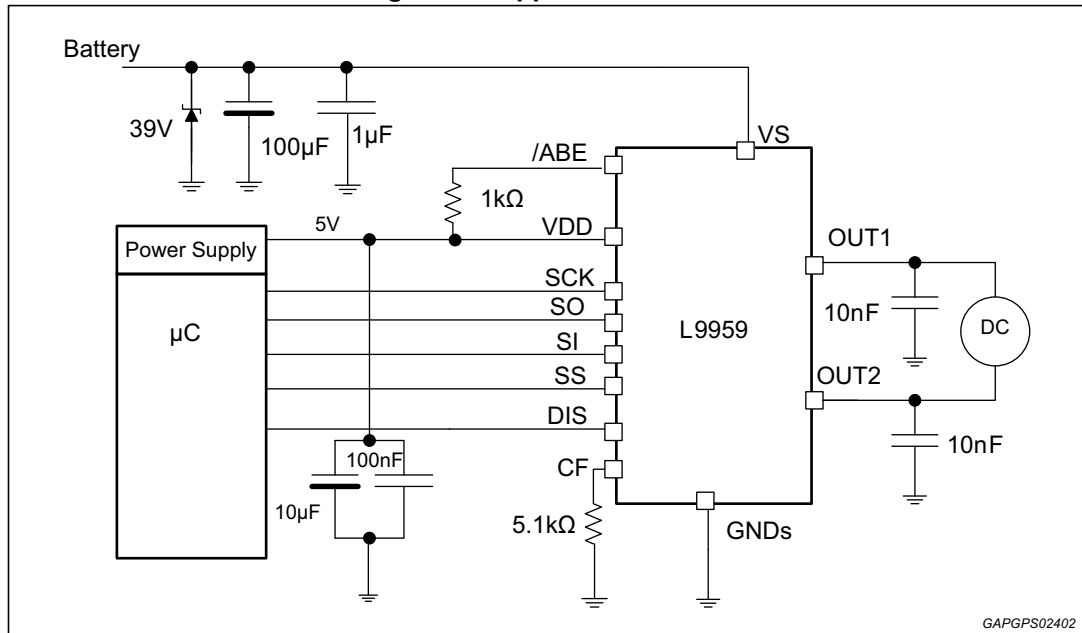 Battery
39V
100µF
1µF
VS
/ABE
1kΩ
5V
VDD
Power Supply
OUT1
SCK
SO
10nF
DC
µC
L9959
SI
SS
OUT2
DIS
100nF
CF
10nF
10µF
5.1kΩ
GNDs
GAPGPS02402